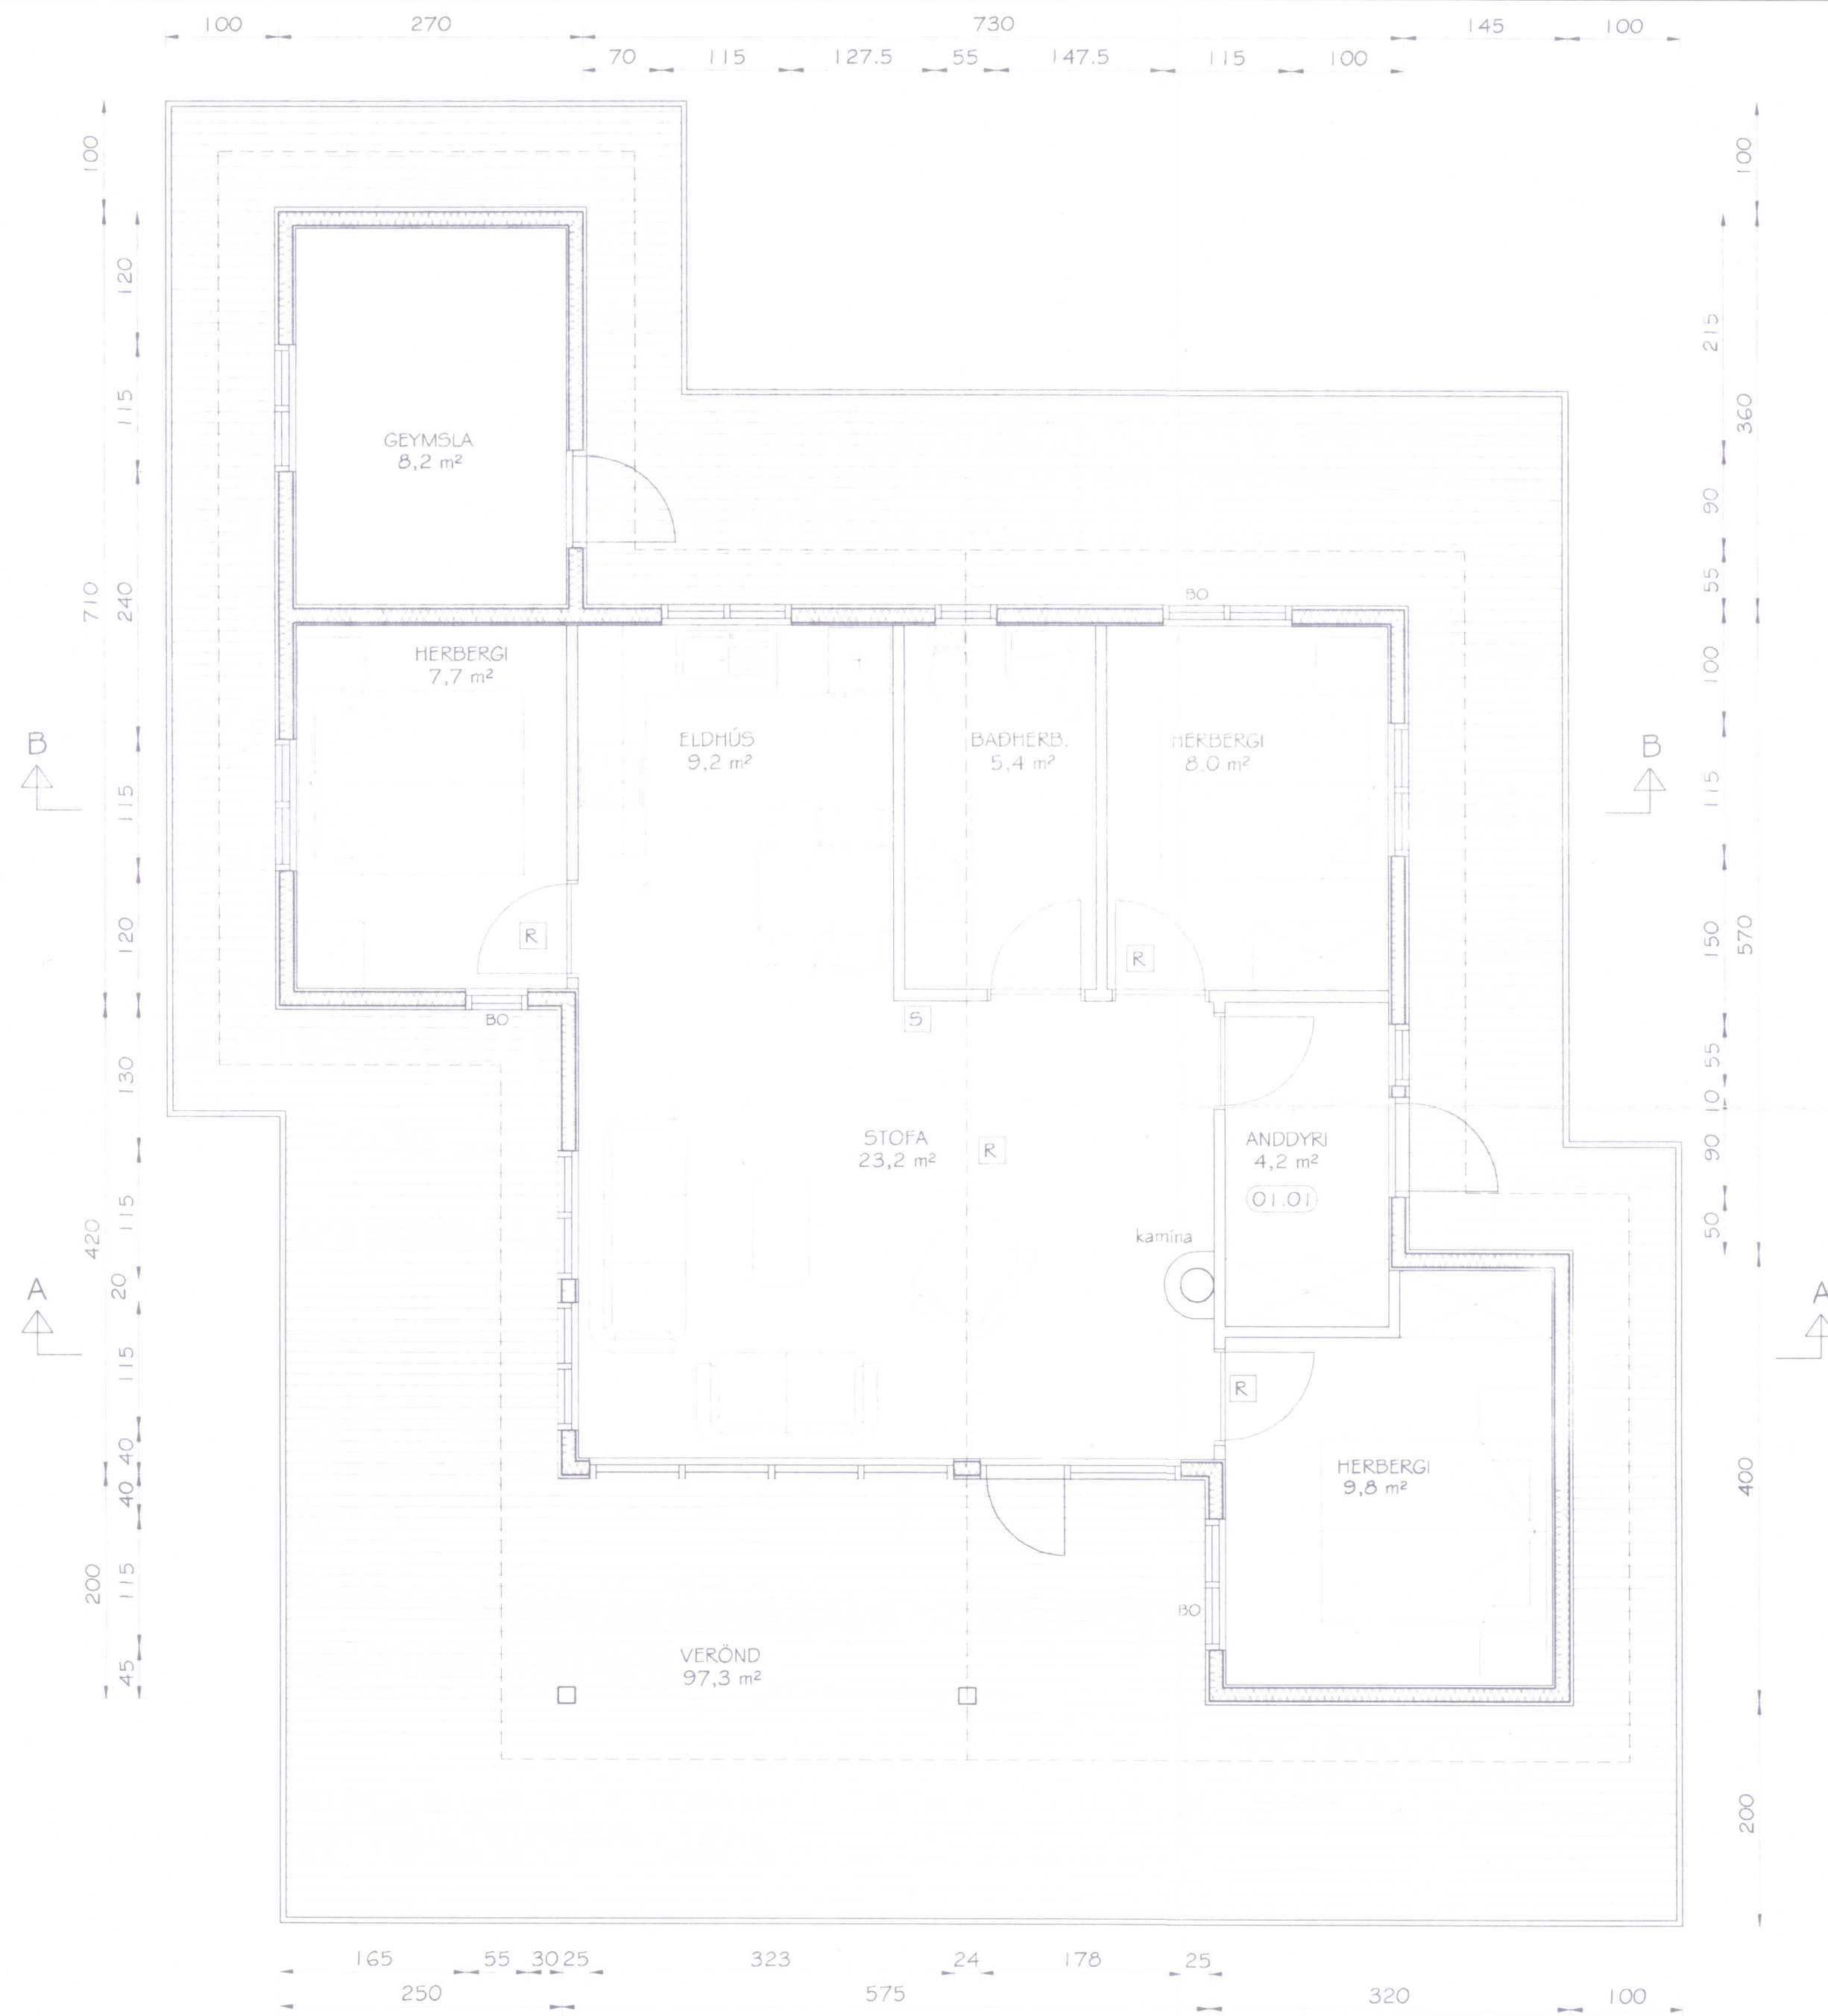 100 270 730 145 100
70 115 127.5 55 147.5 115 100
100
710
420
200
120
115
240
115
120
130
115
20
115
40
40
115
45
GEYMSLA
8,2 m²
BO
HERBERGI
7,7 m²
ELDHÚS
9,2 m²
BAÐHERB.
5,4 m²
HERBERGI
8.0 m²
B
B
R
R
BO
S
STOFA
23,2 m²
R
ANDDYRI
4,2 m²
01.01
kamína
A
A
R
HERBERGI
9,8 m²
BO
VERÖND
97,3 m²
215
90
55
100
115
150
55
10
90
50
100
360
570
400
200
165 55 30 25 323 24 178 25
250 575 320 100